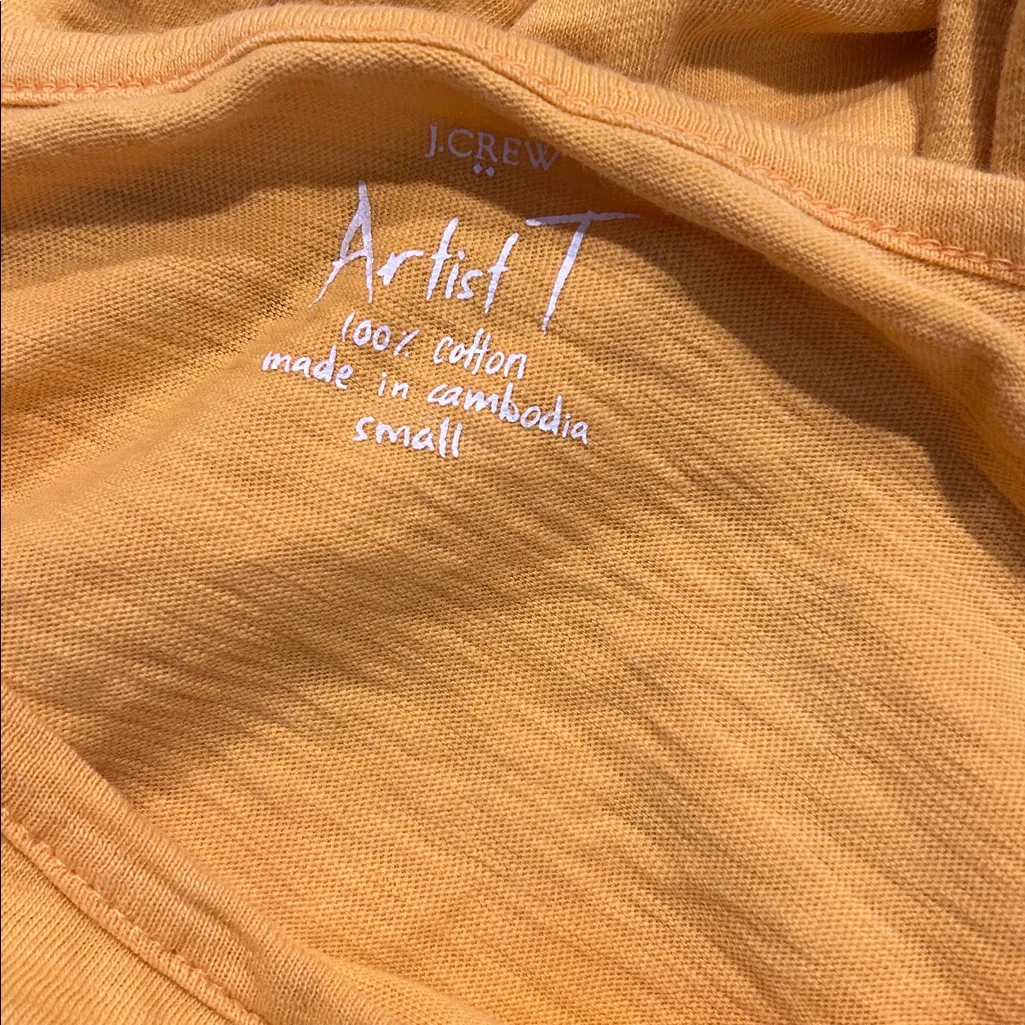 J.CREW
Artist T
100% cotton
made in cambodia
small